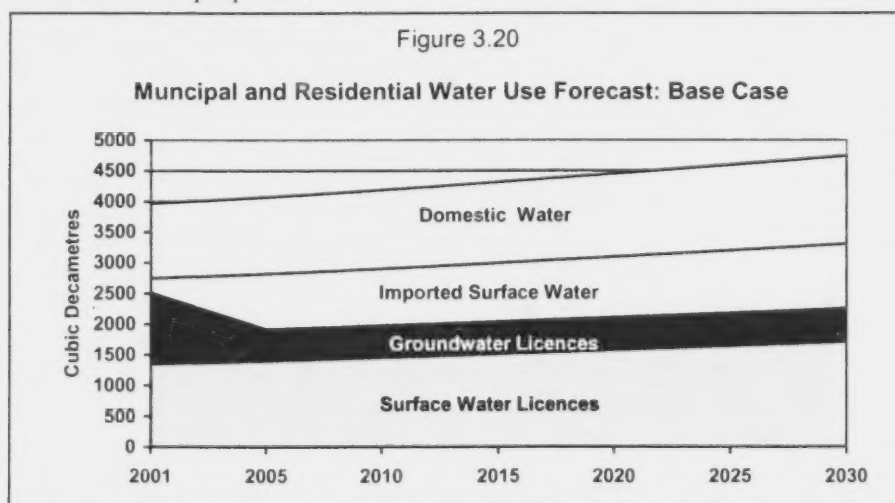 Figure 3.20
Muncipal and Residential Water Use Forecast: Base Case
Cubic Decametres
5000
4500
4000
3500
3000
2500
2000
1500
1000
500
0
Domestic Water
Imported Surface Water
Groundwater Licences
Surface Water Licences
2001 2005 2010 2015 2020 2025 2030